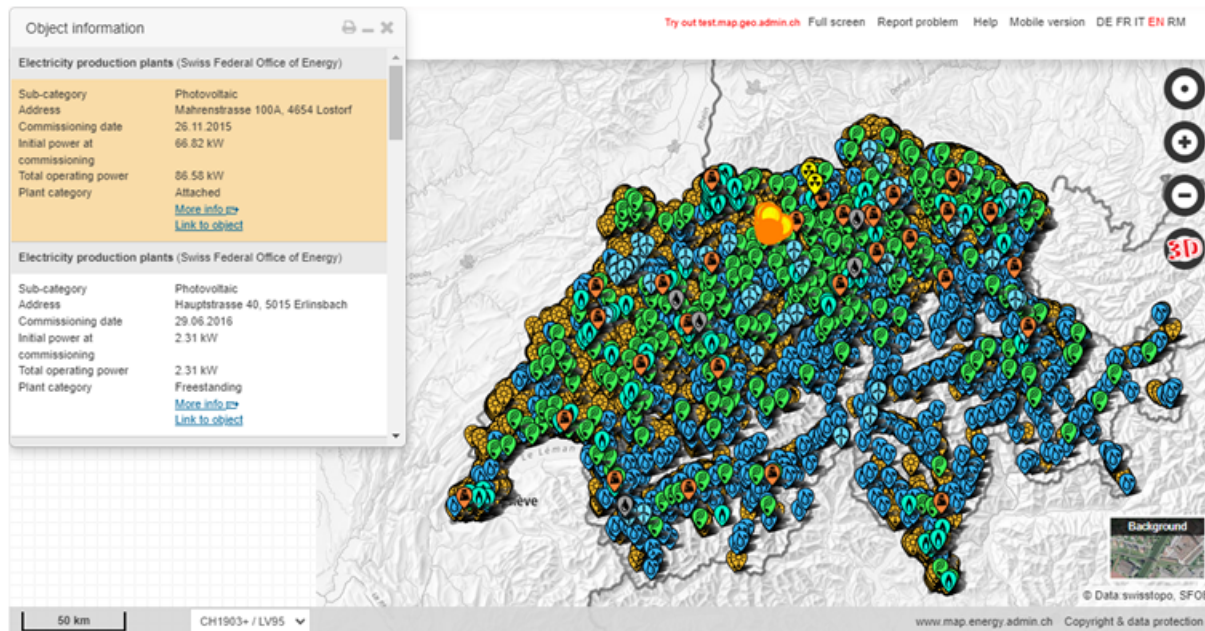 Object information
Try out test.map.geo.admin.ch Full screen Report problem Help Mobile version DE FR IT EN RM
Electricity production plants (Swiss Federal Office of Energy)
Sub-category Photovoltaic
Address Mahrenstrasse 100A, 4654 Lostorf
Commissioning date 26.11.2015
Initial power at 66.82 kW
commissioning
Total operating power 86.58 kW
Plant category Attached
More info
Link to object
Electricity production plants (Swiss Federal Office of Energy)
Sub-category Photovoltaic
Address Hauptstrasse 40, 5015 Erlinsbach
Commissioning date 29.06.2016
Initial power at 2.31 kW
commissioning
Total operating power 2.31 kW
Plant category Freestanding
More info
Link to object
3D
Doubs
Le Léman
Background
© Data:swisstopo, SFOE
50 km
CH1903+ / LV95
www.map.energy.admin.ch Copyright & data protection